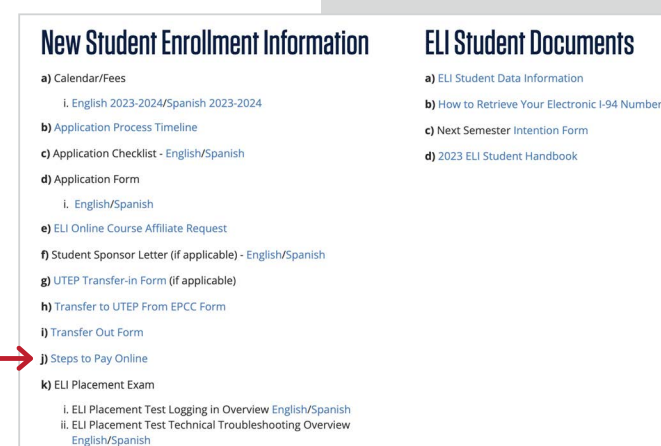 New Student Enrollment Information
a) Calendar/Fees
i. English 2023-2024/Spanish 2023-2024
b) Application Process Timeline
c) Application Checklist - English/Spanish
d) Application Form
i. English/Spanish
e) ELI Online Course Affiliate Request
f) Student Sponsor Letter (if applicable) - English/Spanish
g) UTEP Transfer-in Form (if applicable)
h) Transfer to UTEP From EPCC Form
i) Transfer Out Form
j) Steps to Pay Online
k) ELI Placement Exam
i. ELI Placement Test Logging in Overview English/Spanish
ii. ELI Placement Test Technical Troubleshooting Overview
English/Spanish
ELI Student Documents
a) ELI Student Data Information
b) How to Retrieve Your Electronic I-94 Number
c) Next Semester Intention Form
d) 2023 ELI Student Handbook